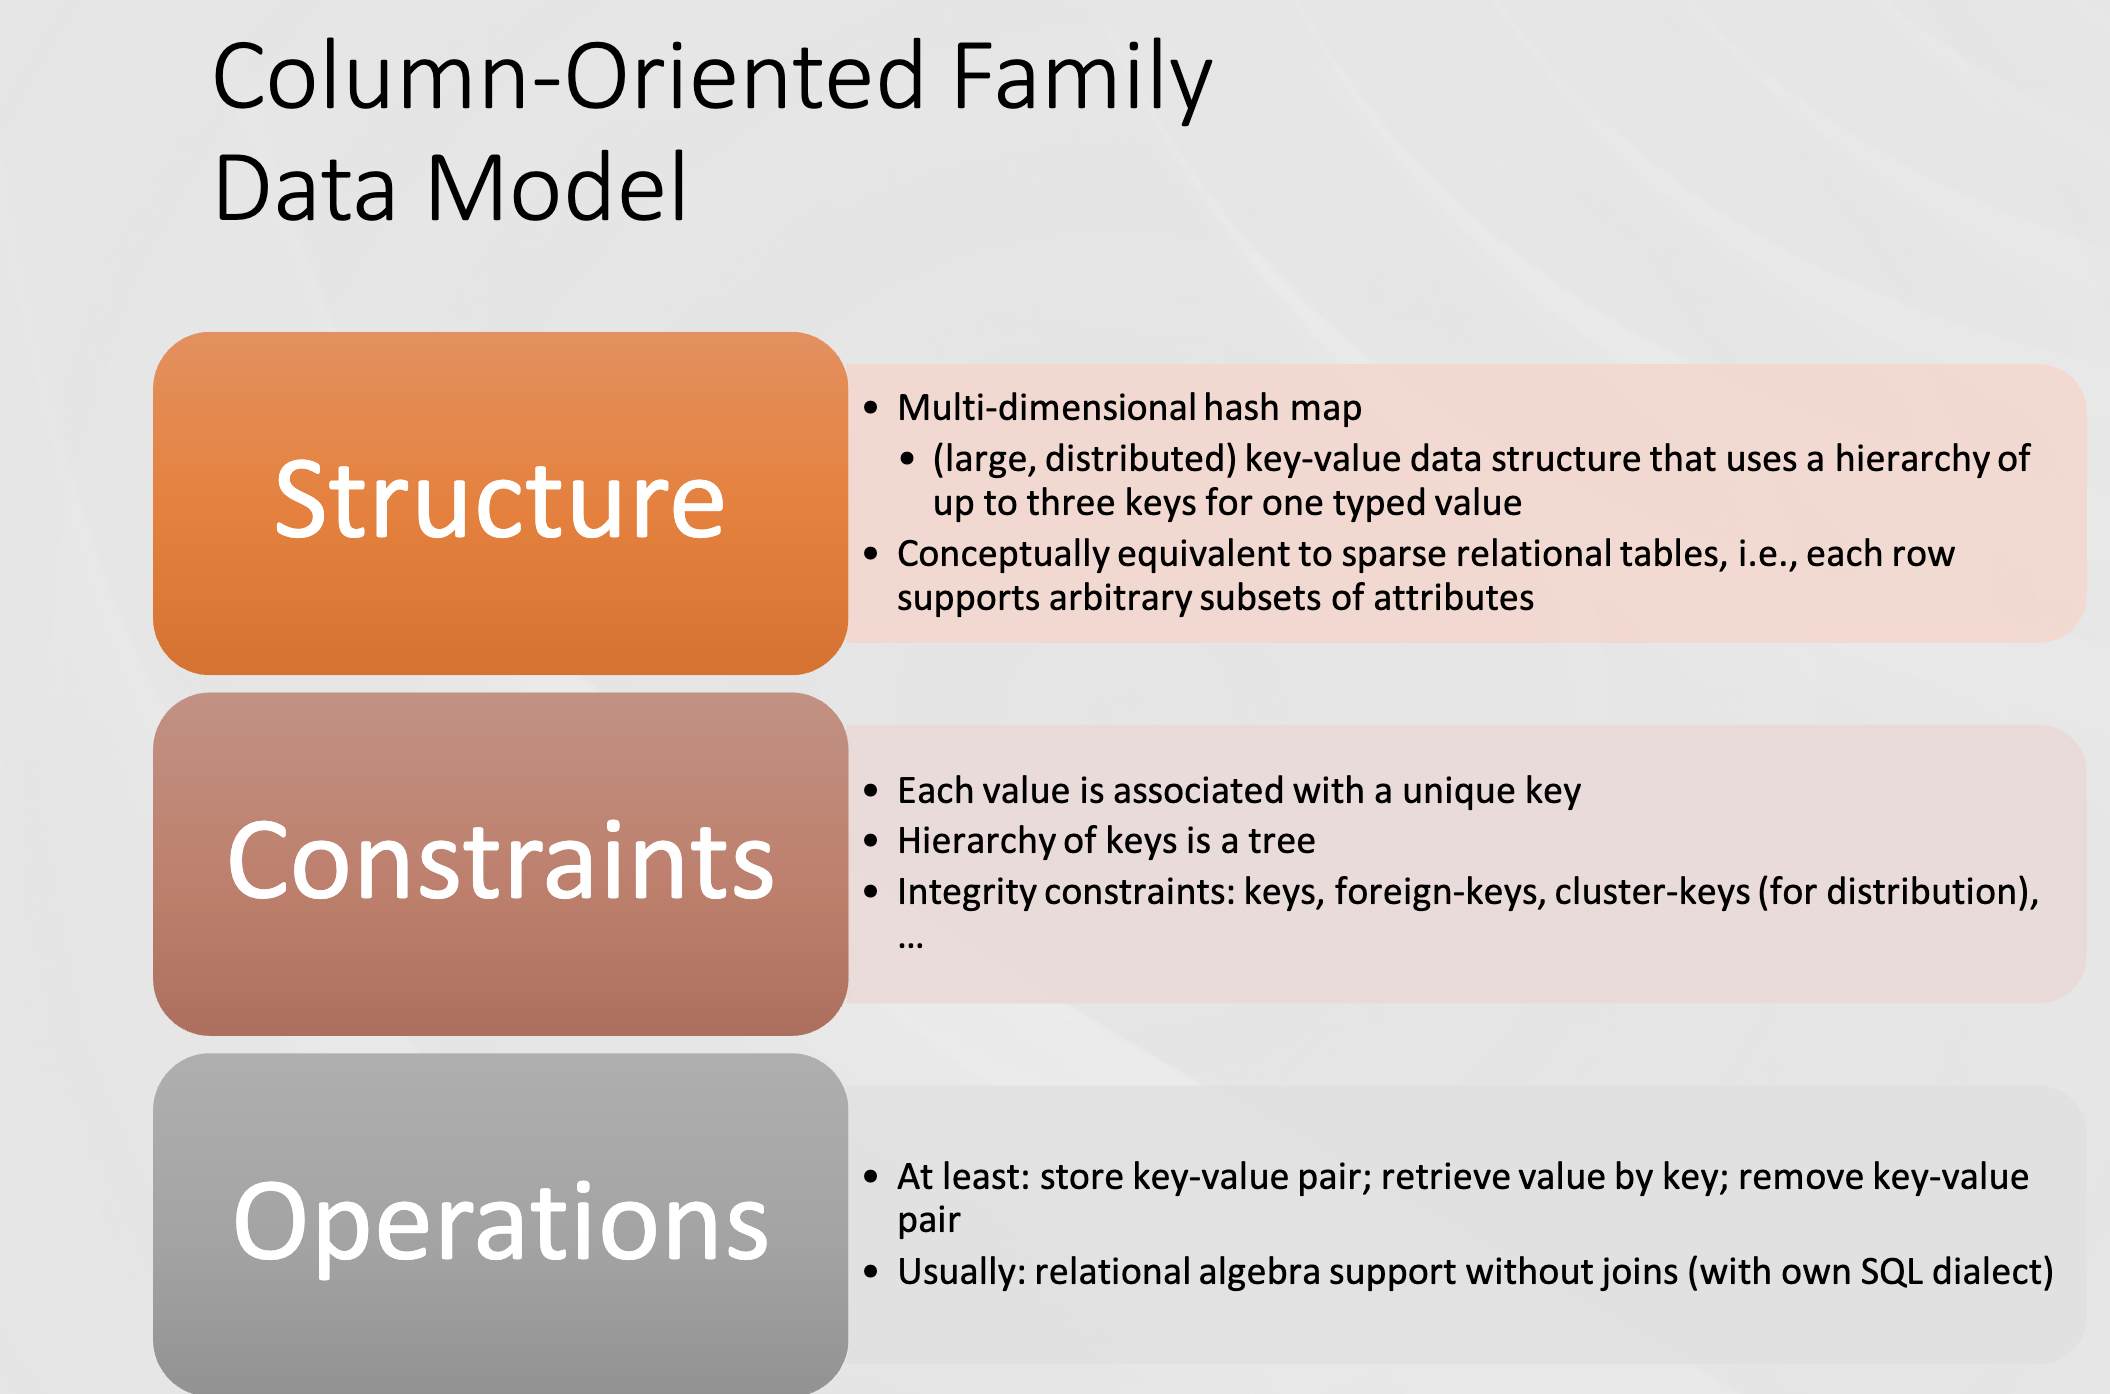 Column-Oriented Family
Data Model
Structure
• Multi-dimensional hash map
• (large, distributed) key-value data structure that uses a hierarchy of
up to three keys for one typed value
• Conceptually equivalent to sparse relational tables, i.e., each row
supports arbitrary subsets of attributes
Constraints
• Each value is associated with a unique key
• Hierarchy of keys is a tree
• Integrity constraints: keys, foreign-keys, cluster-keys (for distribution),
...
Operations
• At least: store key-value pair; retrieve value by key; remove key-value
pair
• Usually: relational algebra support without joins (with own SQL dialect)